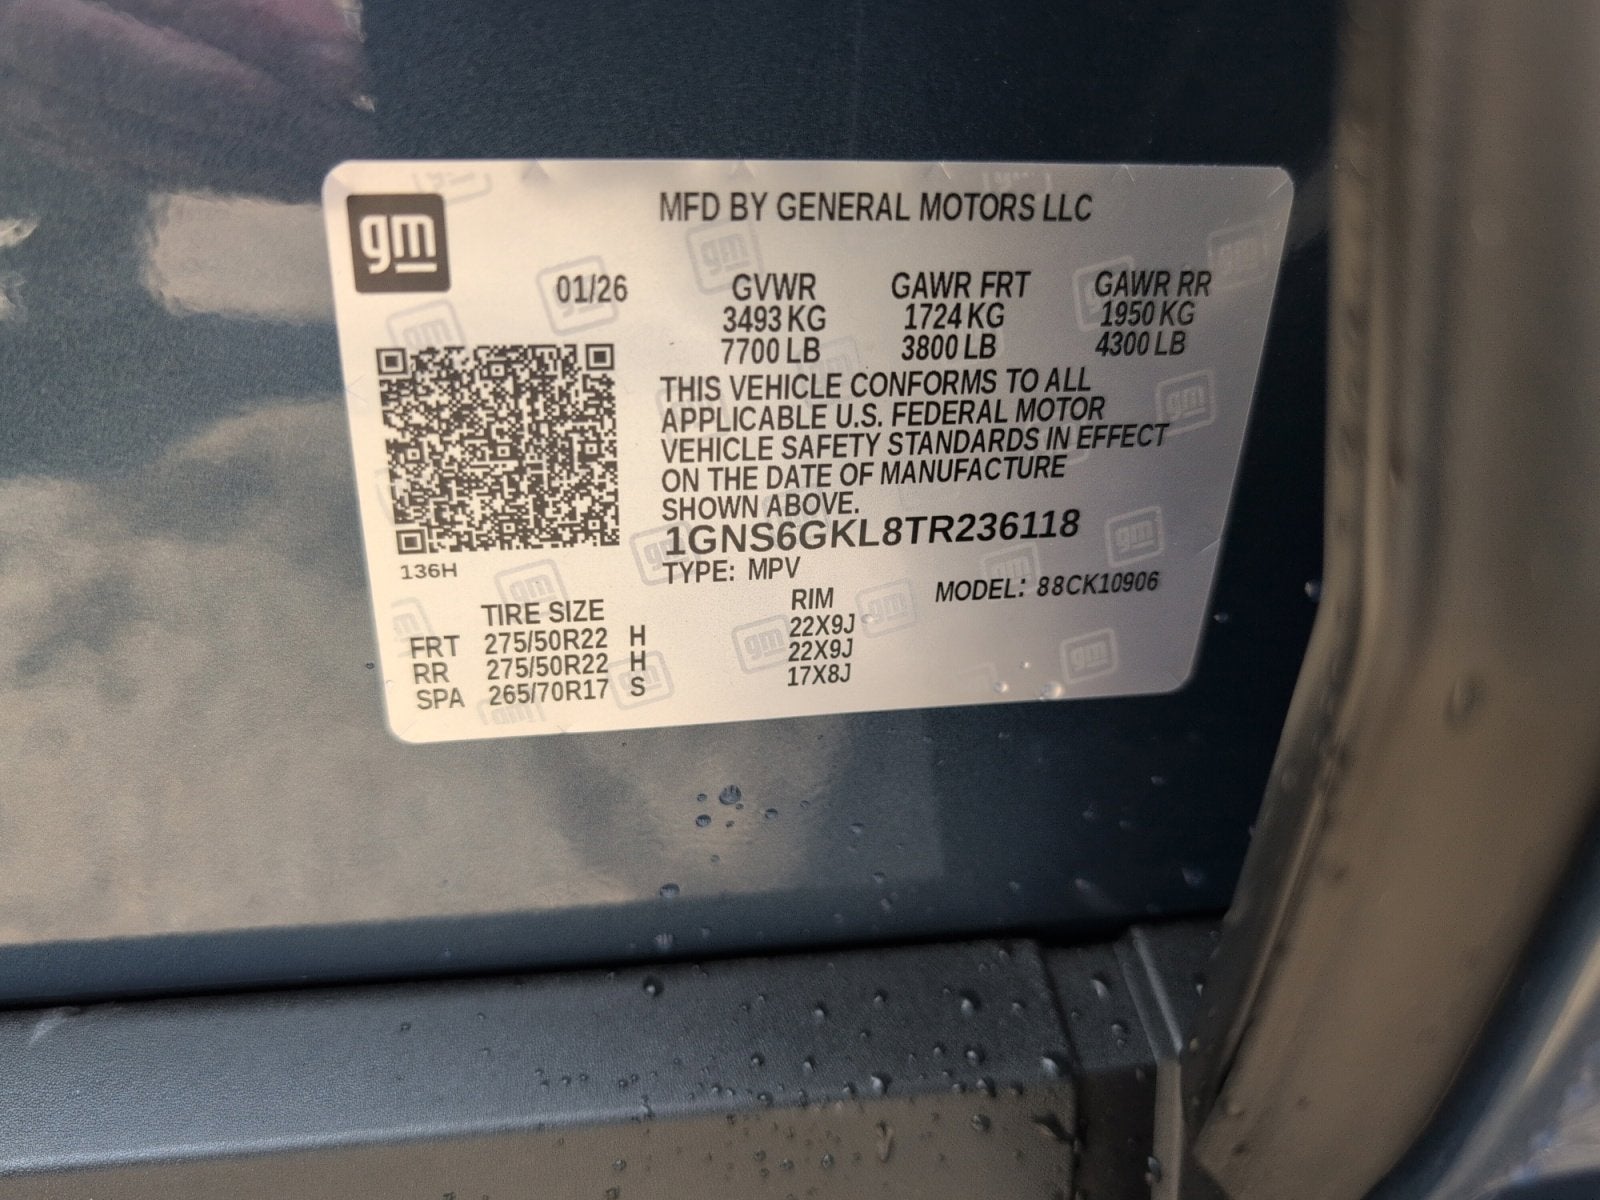 gm
MFD BY GENERAL MOTORS LLC
01/26 GVWR GAWR FRT GAWR RR
3493 KG 1724 KG 1950 KG
7700 LB 3800 LB 4300 LB
THIS VEHICLE CONFORMS TO ALL
APPLICABLE U.S. FEDERAL MOTOR
VEHICLE SAFETY STANDARDS IN EFFECT
ON THE DATE OF MANUFACTURE
SHOWN ABOVE.
1GNS6GKL8TR236118
136H
TYPE: MPV MODEL: 88CK10906
TIRE SIZE RIM
FRT 275/50R22 H 22X9J
RR 275/50R22 H 22X9J
SPA 265/70R17 S 17X8J